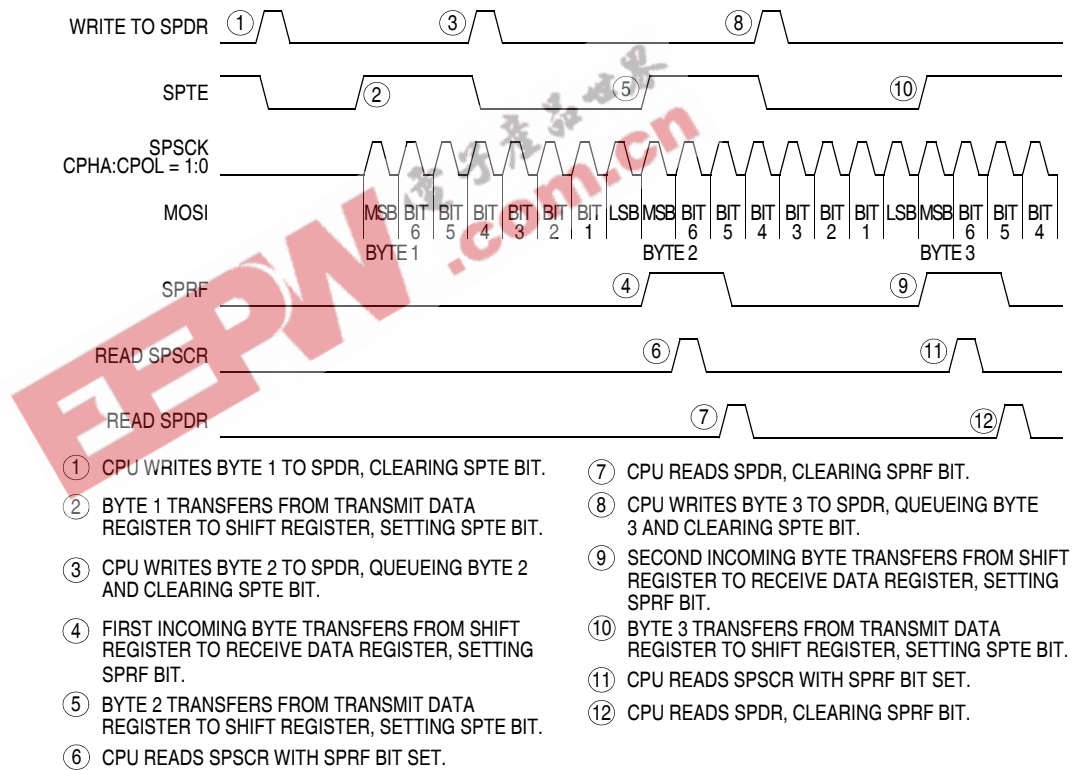 WRITE TO SPDR 1 3 8
SPTE 2 5 10
SPSCK
CPHA:CPOL = 1:0
MOSI MSB BIT 6 BIT 5 BIT 4 BIT 3 BIT 2 BIT 1 LSB MSB BIT 6 BIT 5 BIT 4 BIT 3 BIT 2 BIT 1 LSB MSB BIT 6 BIT 5 BIT 4
BYTE 1 BYTE 2 BYTE 3
SPRF 4 9
READ SPSCR 6 11
READ SPDR 7 12
EEPW.com.cn
電子產品世界
1 CPU WRITES BYTE 1 TO SPDR, CLEARING SPTE BIT.
2 BYTE 1 TRANSFERS FROM TRANSMIT DATA
REGISTER TO SHIFT REGISTER, SETTING SPTE BIT.
3 CPU WRITES BYTE 2 TO SPDR, QUEUEING BYTE 2
AND CLEARING SPTE BIT.
4 FIRST INCOMING BYTE TRANSFERS FROM SHIFT
REGISTER TO RECEIVE DATA REGISTER, SETTING
SPRF BIT.
5 BYTE 2 TRANSFERS FROM TRANSMIT DATA
REGISTER TO SHIFT REGISTER, SETTING SPTE BIT.
6 CPU READS SPSCR WITH SPRF BIT SET.
7 CPU READS SPDR, CLEARING SPRF BIT.
8 CPU WRITES BYTE 3 TO SPDR, QUEUEING BYTE
3 AND CLEARING SPTE BIT.
9 SECOND INCOMING BYTE TRANSFERS FROM SHIFT
REGISTER TO RECEIVE DATA REGISTER, SETTING
SPRF BIT.
10 BYTE 3 TRANSFERS FROM TRANSMIT DATA
REGISTER TO SHIFT REGISTER, SETTING SPTE BIT.
11 CPU READS SPSCR WITH SPRF BIT SET.
12 CPU READS SPDR, CLEARING SPRF BIT.